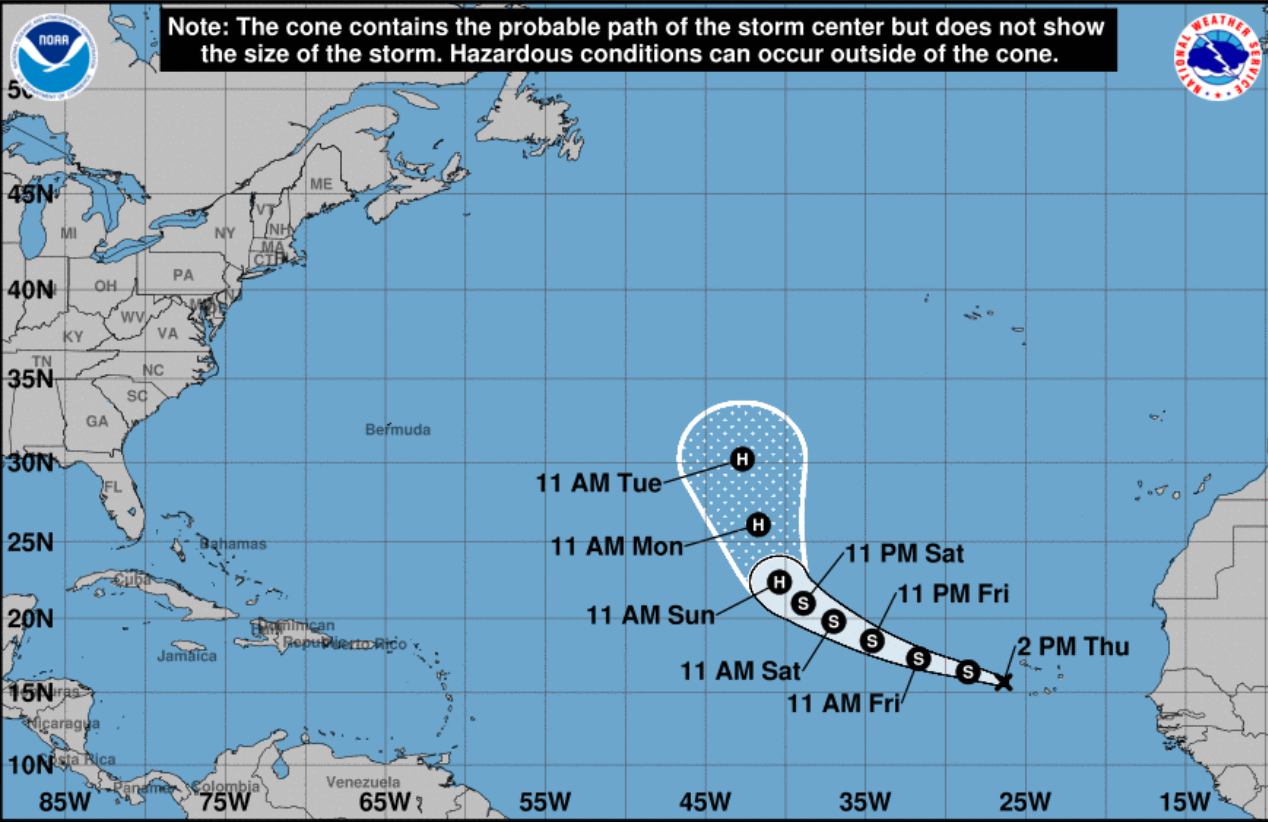 Note: The cone contains the probable path of the storm center but does not show
the size of the storm. Hazardous conditions can occur outside of the cone.
NOAA
NATIONAL WEATHER SERVICE
45N
40N
35N
30N
25N
20N
15N
10N
85W
75W
65W
55W
45W
35W
25W
15W
ME
VT
NH
MI
NY
MA
CT
PA
OH
WV
VA
KY
TN
NC
SC
GA
FL
Bermuda
Bahamas
Cuba
Dominican
Republic
Puerto Rico
Jamaica
Nicaragua
Costa Rica
Panama
Colombia
Venezuela
11 AM Tue
H
11 AM Mon
H
11 PM Sat
11 AM Sun
H
S
11 PM Fri
S
S
11 AM Sat
2 PM Thu
S
S
11 AM Fri